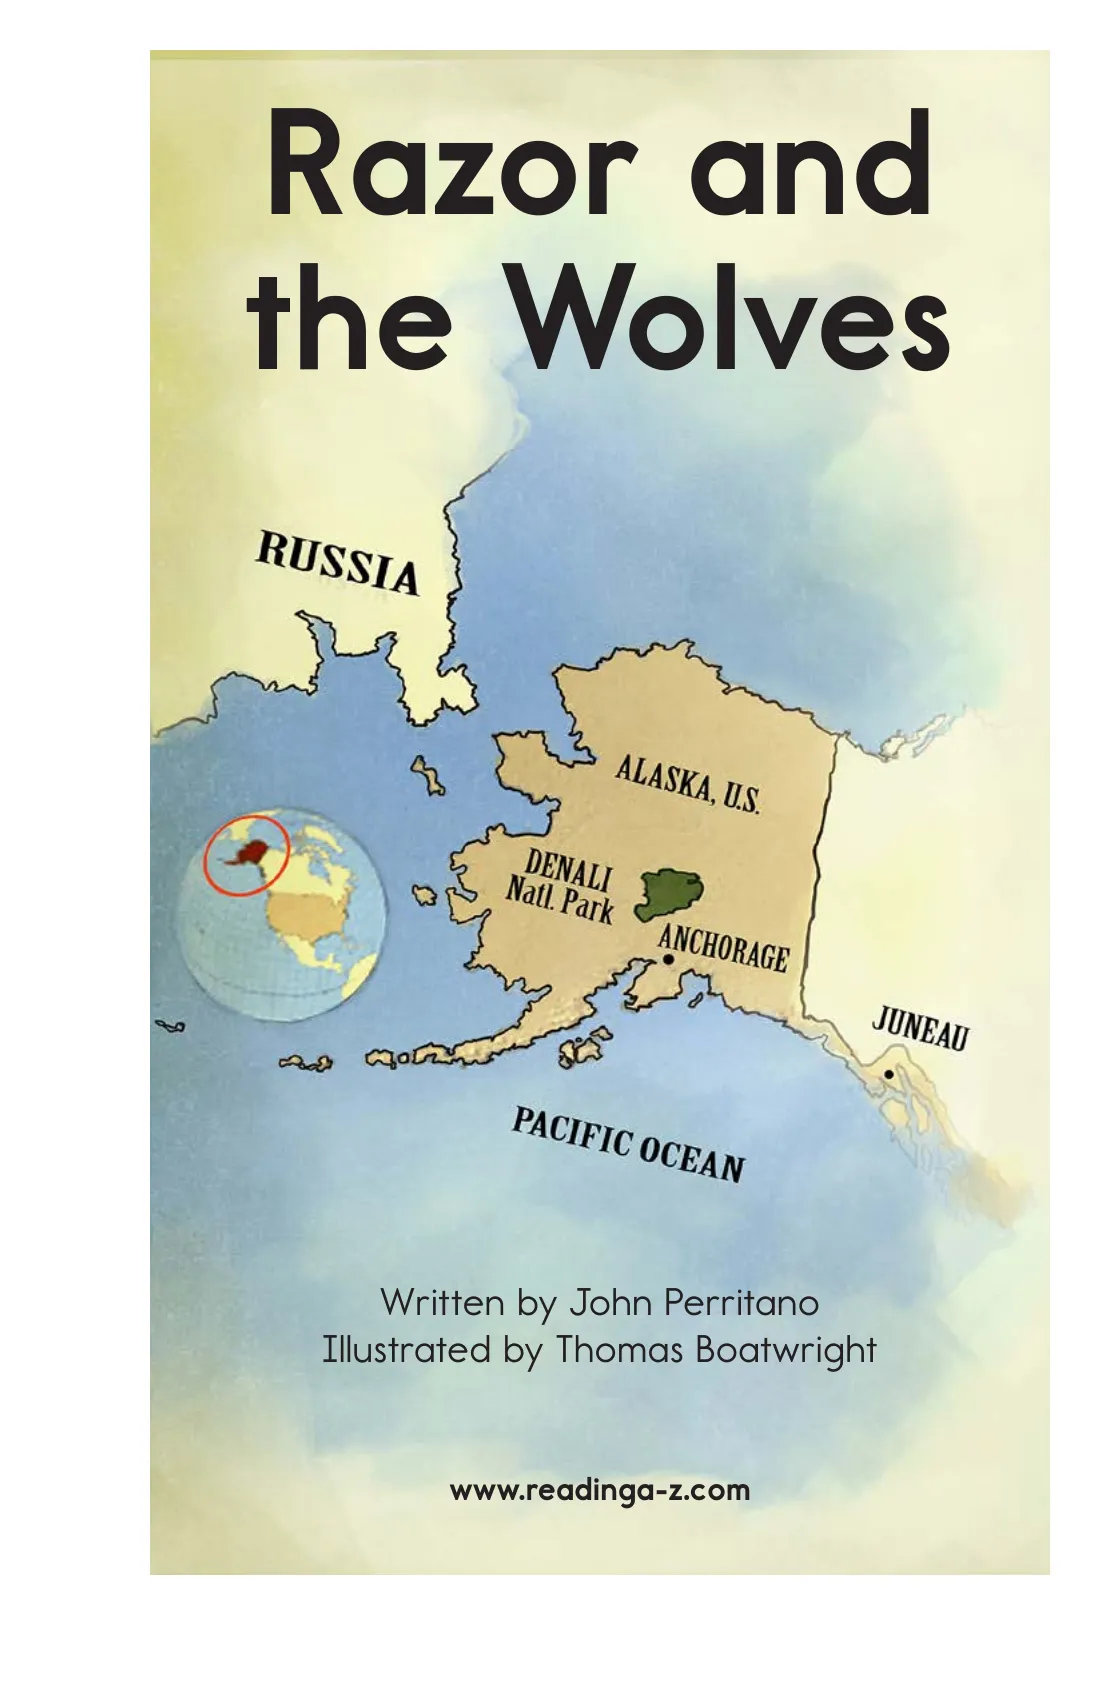 Razor and
the Wolves
RUSSIA
ALASKA, U.S.
DENALI
Natl. Park
ANCHORAGE
JUNEAU
PACIFIC OCEAN
Written by John Perritano
Illustrated by Thomas Boatwright
www.readinga-z.com